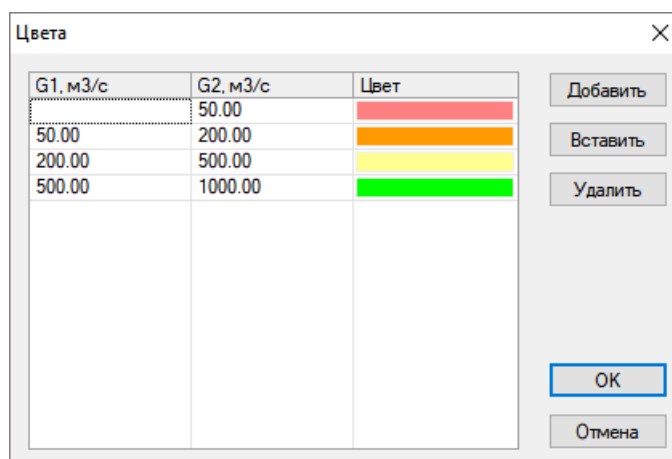 Цвета
G1, м3/с G2, м3/с Цвет
50.00
50.00 200.00
200.00 500.00
500.00 1000.00
Добавить
Вставить
Удалить
OK
Отмена